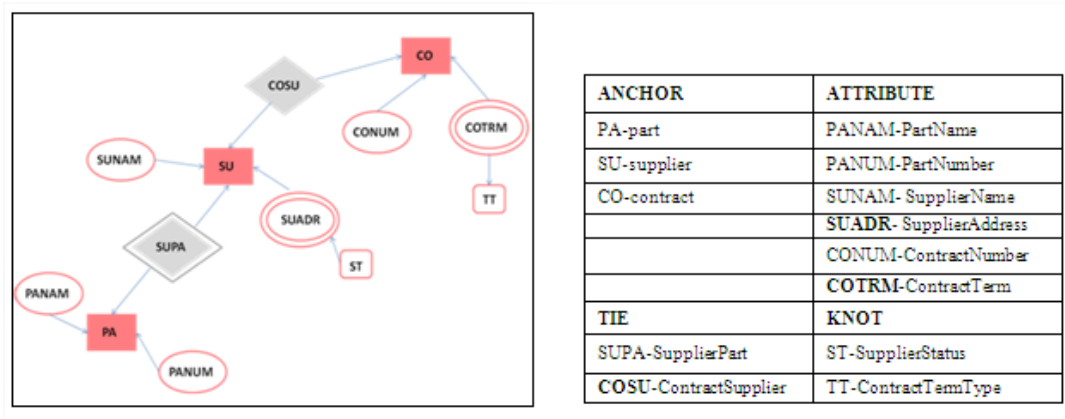 CO
COSU
CONUM
COTRM
SUNAM
SU
TT
SUADR
SUPA
ST
PANAM
PA
PANUM
ANCHOR ATTRIBUTE
PA-part PANAM-PartName
SU-supplier PANUM-PartNumber
CO-contract SUNAM- SupplierName
SUADR- SupplierAddress
CONUM-ContractNumber
COTRM-ContractTerm
TIE KNOT
SUPA-SupplierPart ST-SupplierStatus
COSU-ContractSupplier TT-ContractTermType